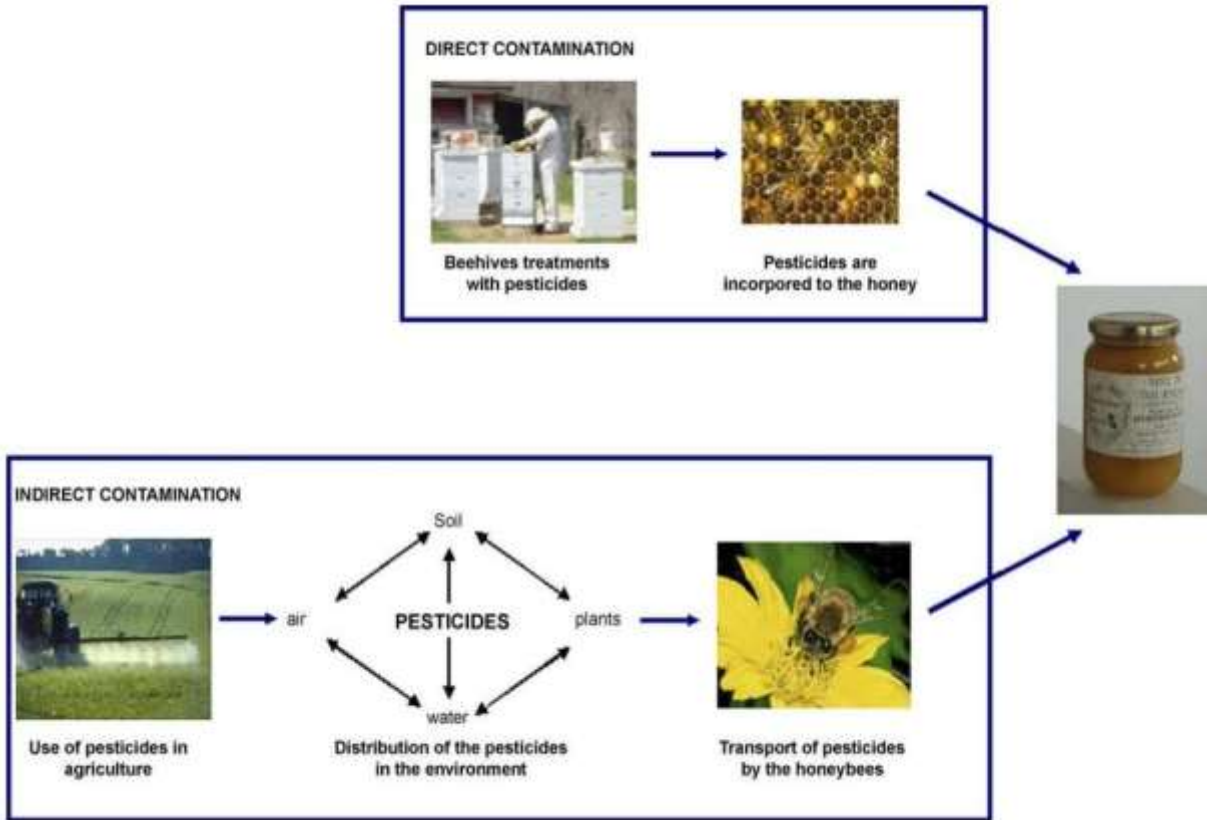 DIRECT CONTAMINATION
Beehives treatments
with pesticides
Pesticides are
incorpored to the honey
INDIRECT CONTAMINATION
Soil
air
PESTICIDES
plants
water
Use of pesticides in
agriculture
Distribution of the pesticides
in the environment
Transport of pesticides
by the honeybees